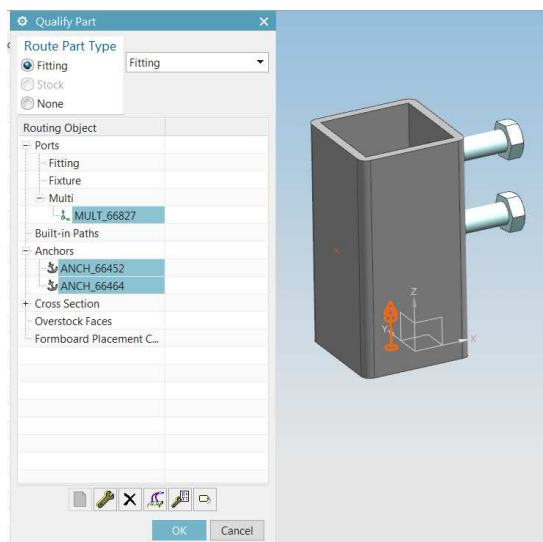 Qualify Part
Route Part Type
Fitting
Fitting
Stock
None
Routing Object
Ports
Fitting
Fixture
Multi
MULT_66827
Built-in Paths
Anchors
ANCH_66452
ANCH_66464
Cross Section
Overstock Faces
Formboard Placement C...
OK Cancel
Z
Y
X